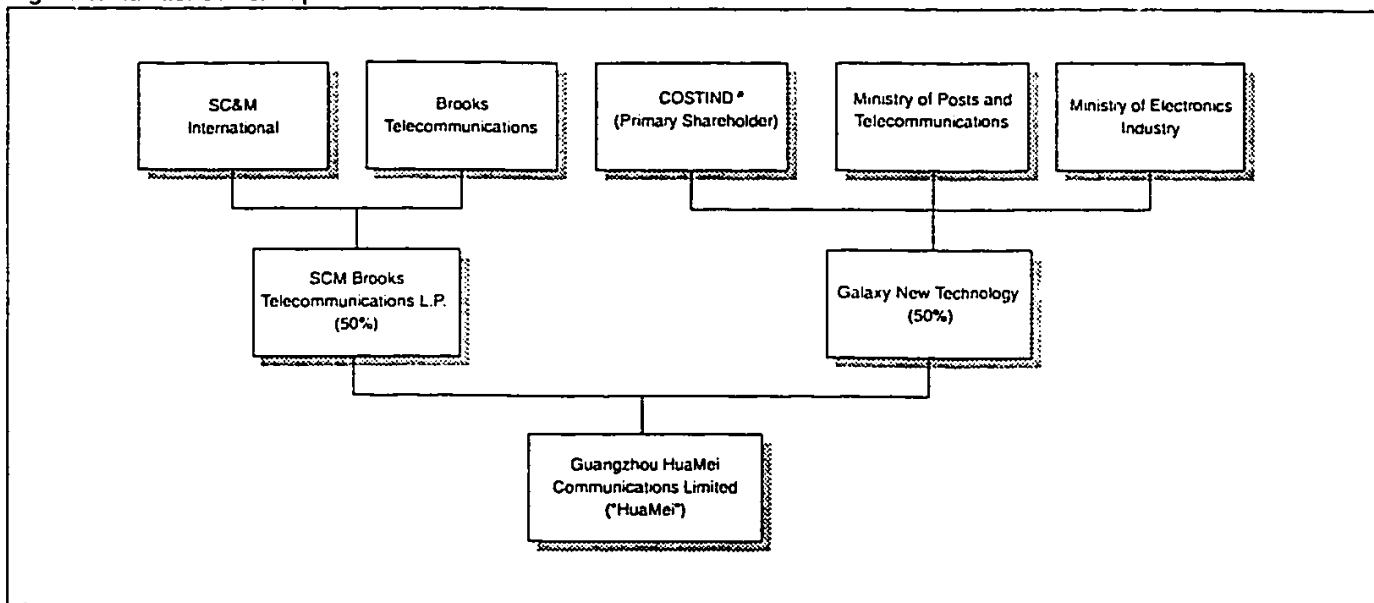 SC&M
International
Brooks
Telecommunications
COSTIND *
(Primary Shareholder)
Ministry of Posts and
Telecommunications
Ministry of Electronics
Industry
SCM Brooks
Telecommunications L.P.
(50%)
Galaxy New Technology
(50%)
Guangzhou HuaMei
Communications Limited
("HuaMei")